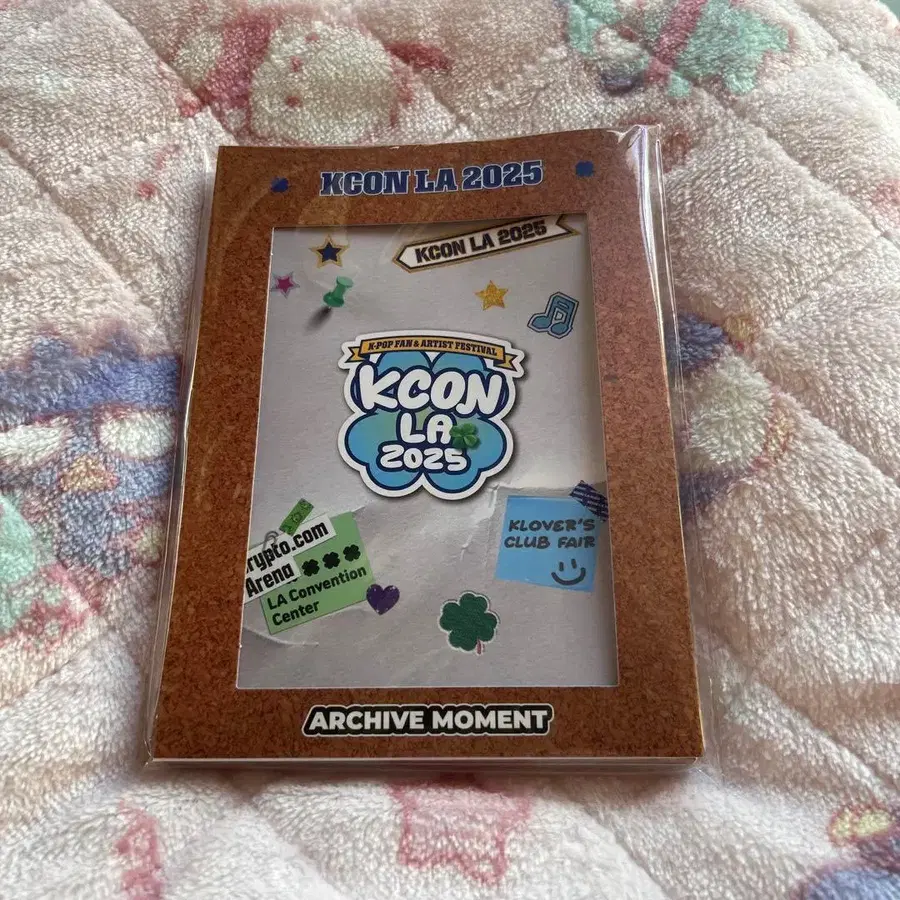 KCON LA 2025
KCON LA 2025
K-POP FAN & ARTIST FESTIVAL
KCON
LA
2025
rypto.com
Arena
LA Convention
Center
KLOVER'S
CLUB FAIR
ARCHIVE MOMENT